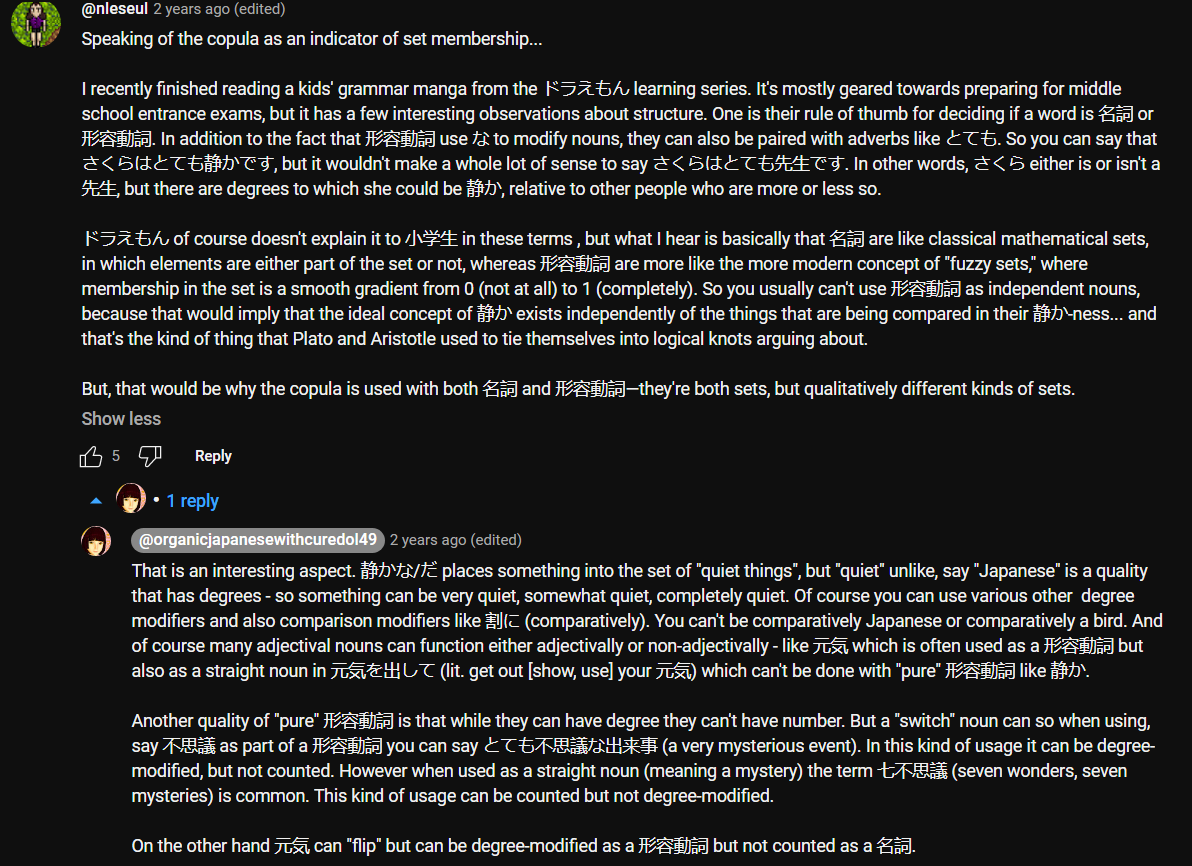 @nleseul 2 years ago (edited)
Speaking of the copula as an indicator of set membership...
I recently finished reading a kids' grammar manga from the ドラえもん learning series. It's mostly geared towards preparing for middle
school entrance exams, but it has a few interesting observations about structure. One is their rule of thumb for deciding if a word is 名詞 or
形容動詞. In addition to the fact that 形容動詞 use な to modify nouns, they can also be paired with adverbs like とても. So you can say that
さくらはとても静かです, but it wouldn't make a whole lot of sense to say さくらはとても先生です. In other words, さくら either is or isn't a
先生, but there are degrees to which she could be 静か, relative to other people who are more or less so.
ドラえもん of course doesn't explain it to 小学生 in these terms , but what I hear is basically that 名詞 are like classical mathematical sets,
in which elements are either part of the set or not, whereas 形容動詞 are more like the more modern concept of "fuzzy sets," where
membership in the set is a smooth gradient from 0 (not at all) to 1 (completely). So you usually can't use 形容動詞 as independent nouns,
because that would imply that the ideal concept of 静か exists independently of the things that are being compared in their 静か-ness... and
that's the kind of thing that Plato and Aristotle used to tie themselves into logical knots arguing about.
But, that would be why the copula is used with both 名詞 and 形容動詞—they're both sets, but qualitatively different kinds of sets.
Show less
5 Reply
• 1 reply
@organicjapanesewithcuredol49 2 years ago (edited)
That is an interesting aspect. 静かな/だ places something into the set of "quiet things", but "quiet" unlike, say "Japanese" is a quality
that has degrees - so something can be very quiet, somewhat quiet, completely quiet. Of course you can use various other  degree
modifiers and also comparison modifiers like 割に (comparatively). You can't be comparatively Japanese or comparatively a bird. And
of course many adjectival nouns can function either adjectivally or non-adjectivally - like 元気 which is often used as a 形容動詞 but
also as a straight noun in 元気を出して (lit. get out [show, use] your 元気) which can't be done with "pure" 形容動詞 like 静か.
Another quality of "pure" 形容動詞 is that while they can have degree they can't have number. But a "switch" noun can so when using,
say 不思議 as part of a 形容動詞 you can say とても不思議な出来事 (a very mysterious event). In this kind of usage it can be degree-
modified, but not counted. However when used as a straight noun (meaning a mystery) the term 七不思議 (seven wonders, seven
mysteries) is common. This kind of usage can be counted but not degree-modified.
On the other hand 元気 can "flip" but can be degree-modified as a 形容動詞 but not counted as a 名詞.